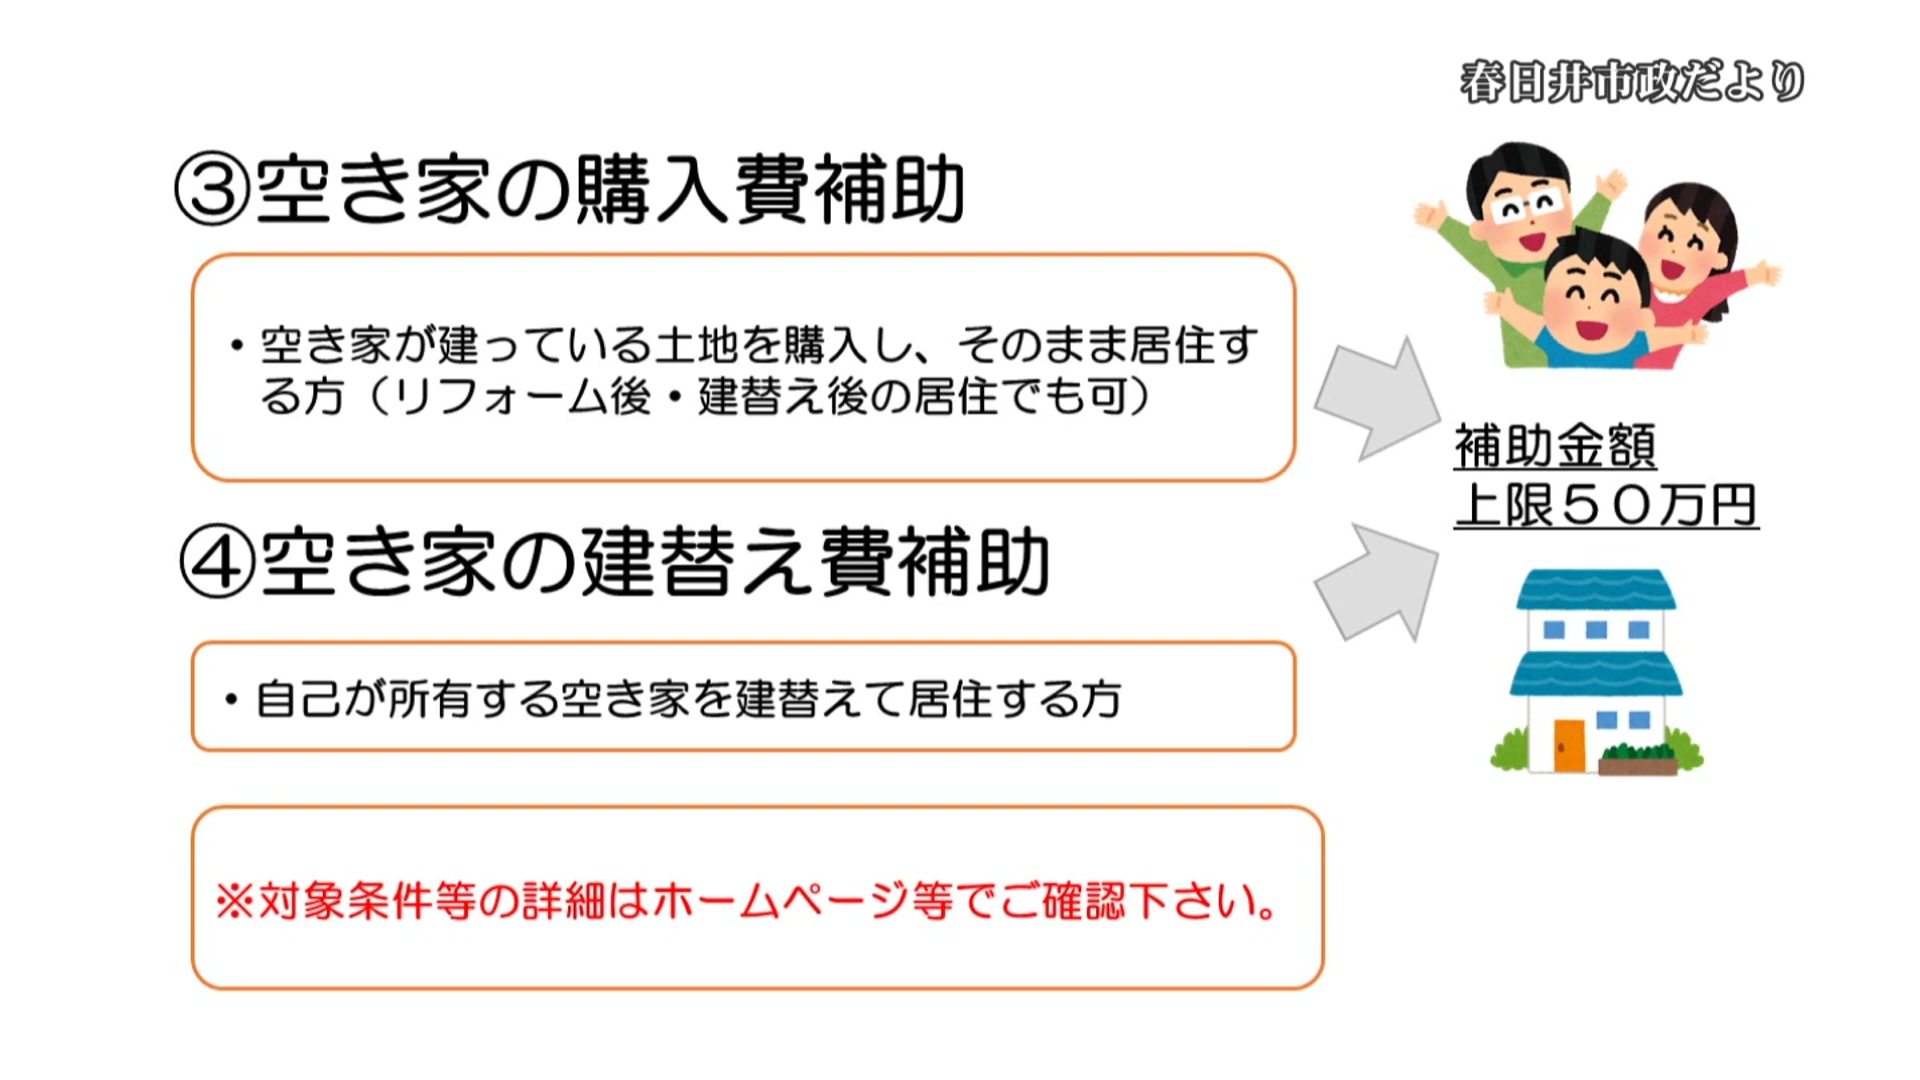 春日井市政だより
③空き家の購入費補助
・空き家が建っている土地を購入し、そのまま居住す
る方（リフォーム後・建替え後の居住でも可）
補助金額
上限５０万円
④空き家の建替え費補助
・自己が所有する空き家を建替えて居住する方
※対象条件等の詳細はホームページ等でご確認下さい。